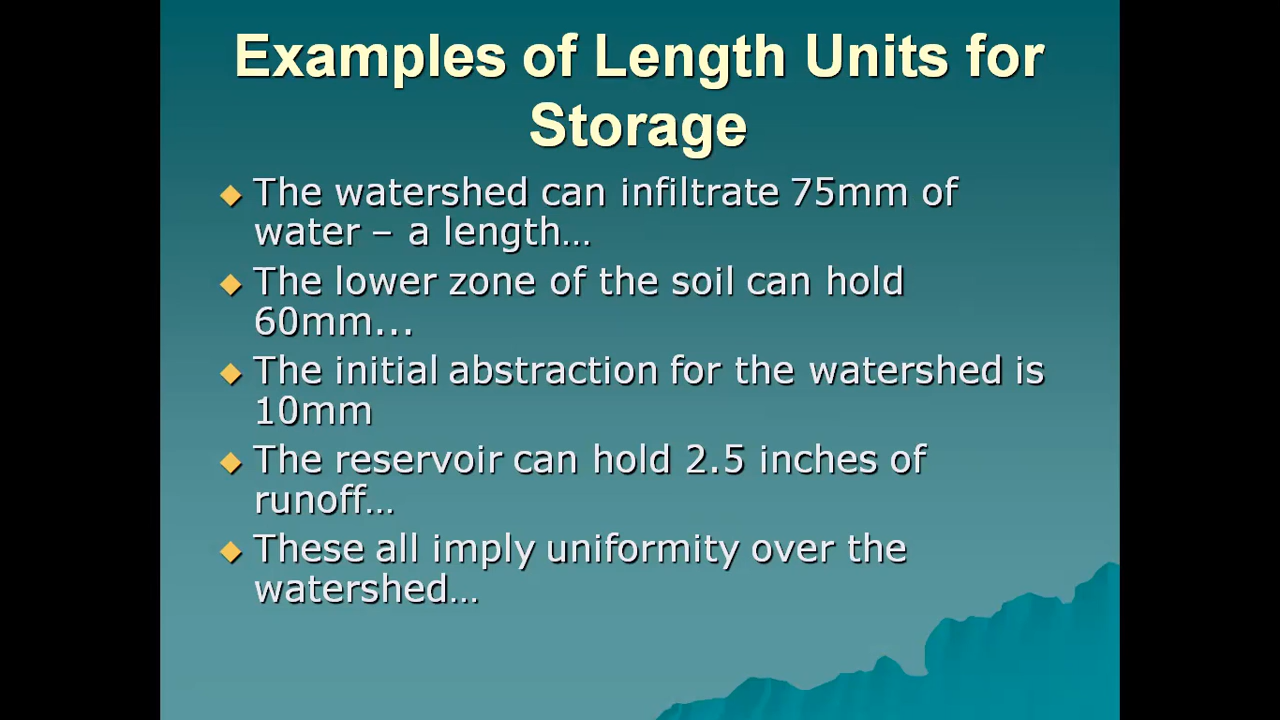 Examples of Length Units for
Storage
The watershed can infiltrate 75mm of
water – a length…
The lower zone of the soil can hold
60mm...
The initial abstraction for the watershed is
10mm
The reservoir can hold 2.5 inches of
runoff…
These all imply uniformity over the
watershed…